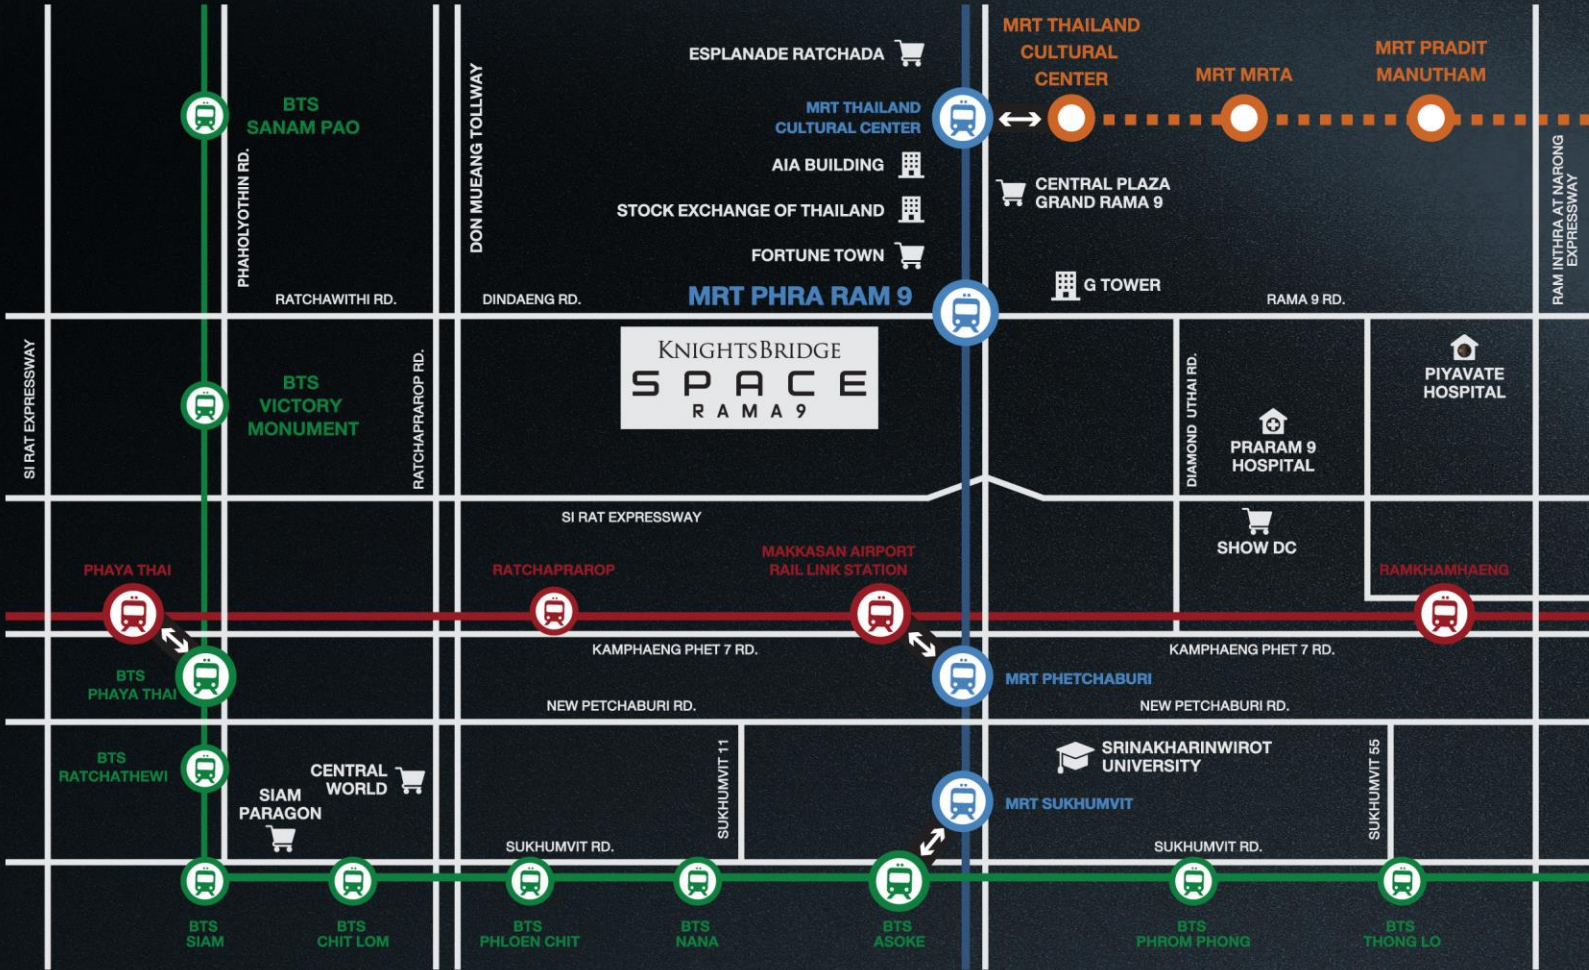 ESPLANADE RATCHADA
MRT THAILAND
CULTURAL
CENTER
MRT MRTA
MRT PRADIT
MANUTHAM
BTS
SANAM PAO
MRT THAILAND
CULTURAL CENTER
DON MUEANG TOLLWAY
PHAHOLYOTHIN RD.
AIA BUILDING
STOCK EXCHANGE OF THAILAND
FORTUNE TOWN
CENTRAL PLAZA
GRAND RAMA 9
RAM INTHRA AT NARONG
EXPRESSWAY
RATCHAWITHI RD.
DINDAENG RD.
MRT PHRA RAM 9
G TOWER
RAMA 9 RD.
SI RAT EXPRESSWAY
BTS
VICTORY
MONUMENT
RATCHAPRAROP RD.
KNIGHTSBRIDGE
SPACE
RAMA9
DIAMOND UTHAI RD.
PIYAVATE
HOSPITAL
PRARAM 9
HOSPITAL
SI RAT EXPRESSWAY
SHOW DC
PHAYA THAI
RATCHAPRAROP
MAKKASAN AIRPORT
RAIL LINK STATION
RAMKHAMHAENG
KAMPHAENG PHET 7 RD.
KAMPHAENG PHET 7 RD.
BTS
PHAYA THAI
MRT PHETCHABURI
NEW PETCHABURI RD.
NEW PETCHABURI RD.
BTS
RATCHATHEWI
CENTRAL
WORLD
SIAM
PARAGON
SUKHUMVIT 11
SRINAKHARINWIROT
UNIVERSITY
MRT SUKHUMVIT
SUKHUMVIT 55
SUKHUMVIT RD.
SUKHUMVIT RD.
BTS
SIAM
BTS
CHIT LOM
BTS
PHLOEN CHIT
BTS
NANA
BTS
ASOKE
BTS
PHROM PHONG
BTS
THONG LO